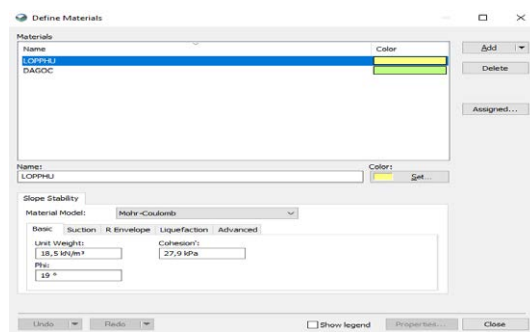 Define Materials
Materials
Name Color
LOPPHU
DAGOC
Add
Delete
Assigned...
Name: Color:
LOPPHU Set...
Slope Stability
Material Model: Mohr-Coulomb
Basic Suction R Envelope Liquefaction Advanced
Unit Weight: Cohesion':
18,5 kN/m³ 27,9 kPa
Phi:
19 °
Undo Redo Show legend Properties... Close